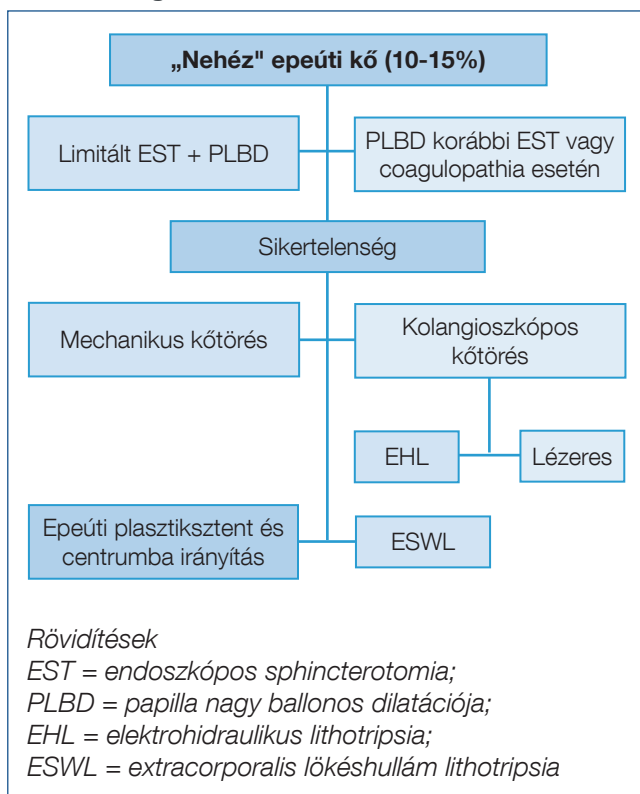 „Nehéz" epeúti kő (10-15%)
Limitált EST + PLBD
PLBD korábbi EST vagy
coagulopathia esetén
Sikertelenség
Mechanikus kőtörés
Kolangioszkópos
kőtörés
EHL
Lézeres
Epeúti plasztiksztent és
centrumba irányítás
ESWL
Rövidítések
EST = endoszkópos sphincterotomia;
PLBD = papilla nagy ballonos dilatációja;
EHL = elektrohidraulikus lithotripsia;
ESWL = extracorporalis lökéshullám lithotripsia